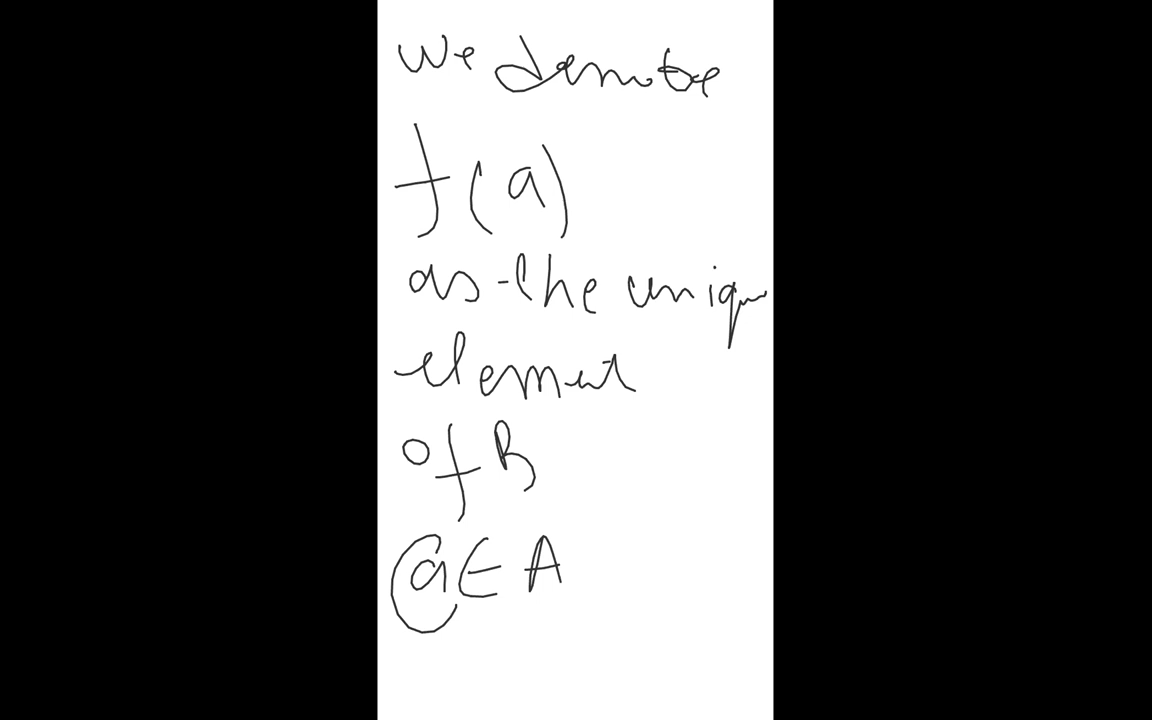 We denote
f(a)
as the unique
element
of B
@ ∈ A